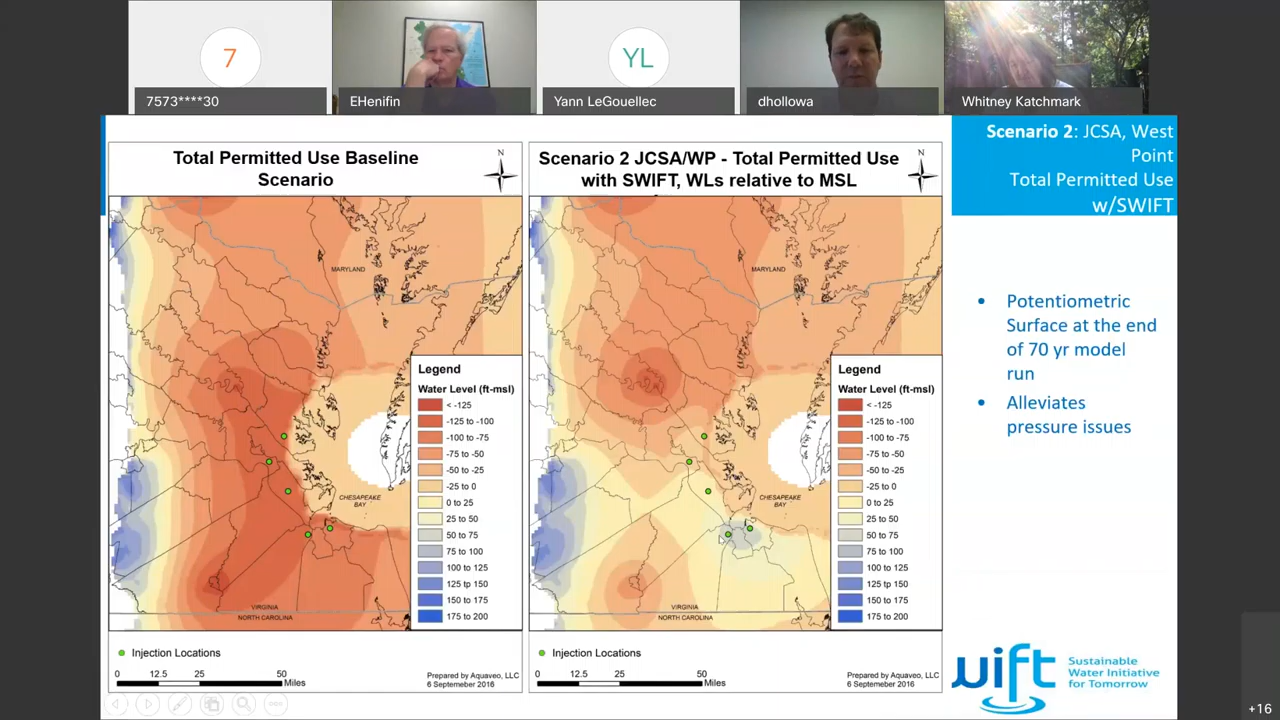 7
YL
7573****30
EHenifin
Yann LeGouellec
dhollowa
Whitney Katchmark
Total Permitted Use Baseline
Scenario
N
MARYLAND
CHESAPEAKE
BAY
VIRGINIA
NORTH CAROLINA
Legend
Water Level (ft-msl)
< -125
-125 to -100
-100 to -75
-75 to -50
-50 to -25
-25 to 0
0 to 25
25 to 50
50 to 75
75 to 100
100 to 125
125 tp 150
150 to 175
175 to 200
Injection Locations
0 12.5 25 50
Miles
Prepared by Aquaveo, LLC
6 Septemeber 2016
Scenario 2 JCSA/WP - Total Permitted Use
with SWIFT, WLs relative to MSL
N
MARYLAND
CHESAPEAKE
BAY
VIRGINIA
NORTH CAROLINA
Legend
Water Level (ft-msl)
< -125
-125 to -100
-100 to -75
-75 to -50
-50 to -25
-25 to 0
0 to 25
25 to 50
50 to 75
75 to 100
100 to 125
125 tp 150
150 to 175
175 to 200
Injection Locations
0 12.5 25 50
Miles
Prepared by Aquaveo, LLC
6 Septemeber 2016
Scenario 2: JCSA, West
Point
Total Permitted Use
w/SWIFT
• Potentiometric
Surface at the end
of 70 yr model
run
• Alleviates
pressure issues
wift
Sustainable
Water Initiative
for Tomorrow
+16